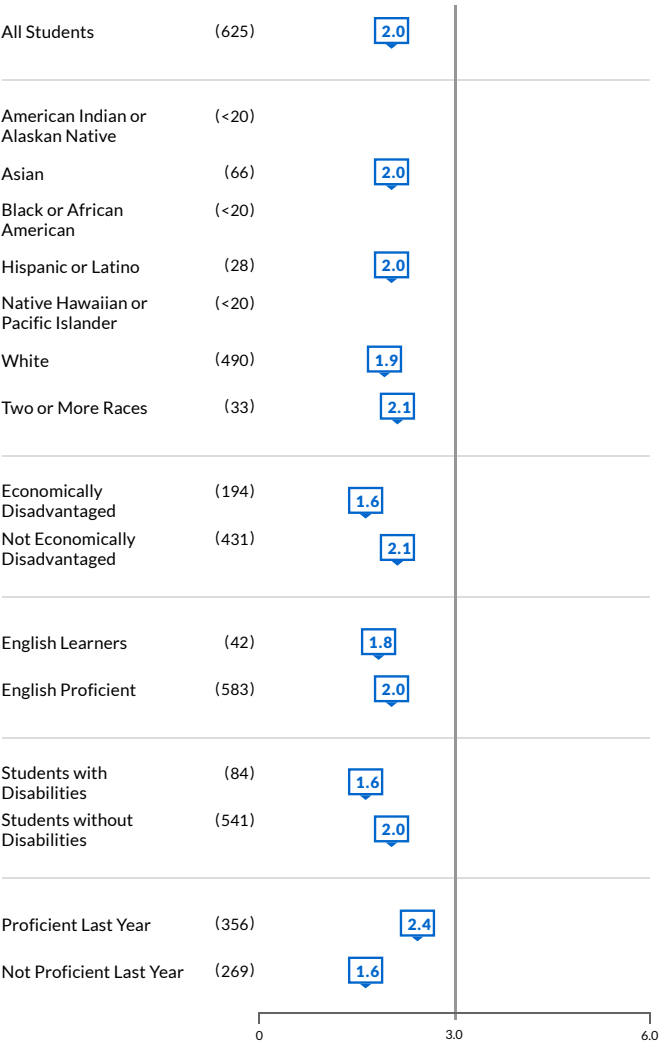 All Students (625) 2.0
American Indian or (<20)
Alaskan Native
Asian (66) 2.0
Black or African (<20)
American
Hispanic or Latino (28) 2.0
Native Hawaiian or (<20)
Pacific Islander
White (490) 1.9
Two or More Races (33) 2.1
Economically (194) 1.6
Disadvantaged
Not Economically (431) 2.1
Disadvantaged
English Learners (42) 1.8
English Proficient (583) 2.0
Students with (84) 1.6
Disabilities
Students without (541) 2.0
Disabilities
Proficient Last Year (356) 2.4
Not Proficient Last Year (269) 1.6
0 3.0 6.0